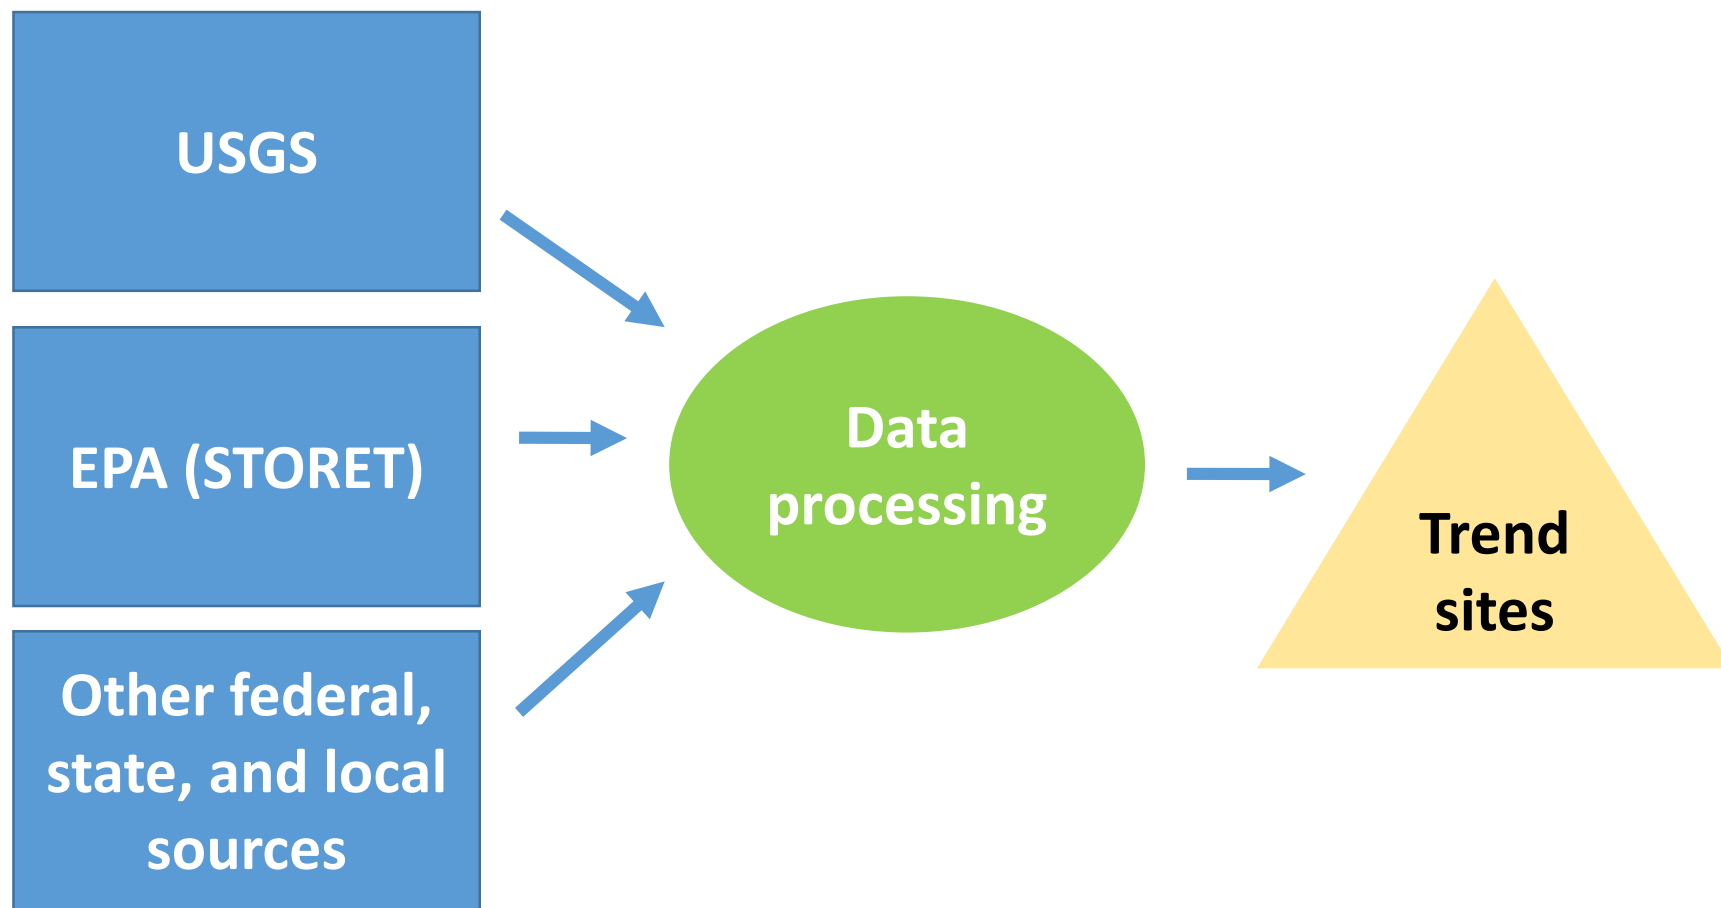 USGS
EPA (STORET)
Other federal,
state, and local
sources
Data
processing
Trend
sites